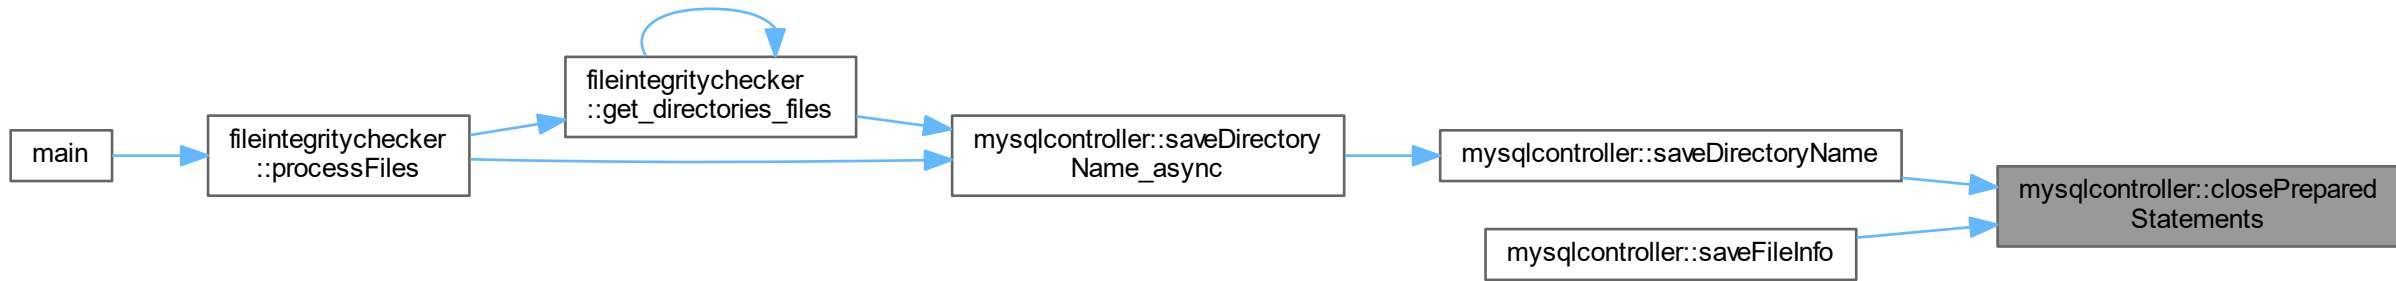 main
fileintegritychecker
::processFiles
fileintegritychecker
::get_directories_files
mysqlcontroller::saveDirectory
Name_async
mysqlcontroller::saveDirectoryName
mysqlcontroller::saveFileInfo
mysqlcontroller::closePrepared
Statements